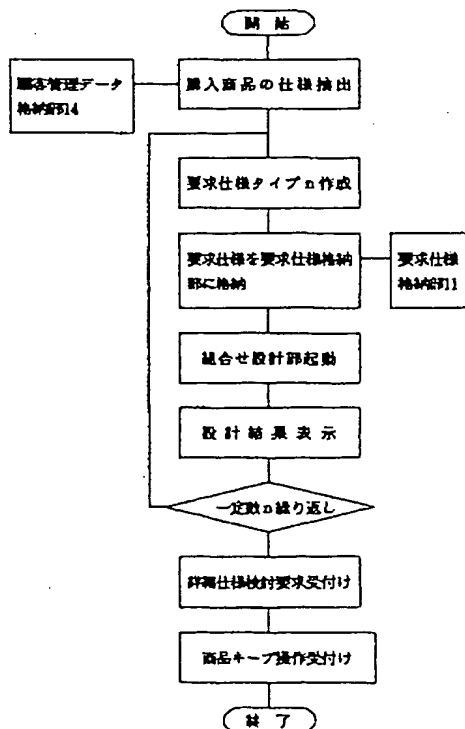 開始
顧客管理データ
格納部14
購入商品の仕様抽出
要求仕様タイプn作成
要求仕様を要求仕様格納
部に格納
要求仕様
格納部11
組合せ設計部起動
設計結果表示
一定数n繰り返し
詳細仕様検討要求受付け
商品キープ操作受付け
終了